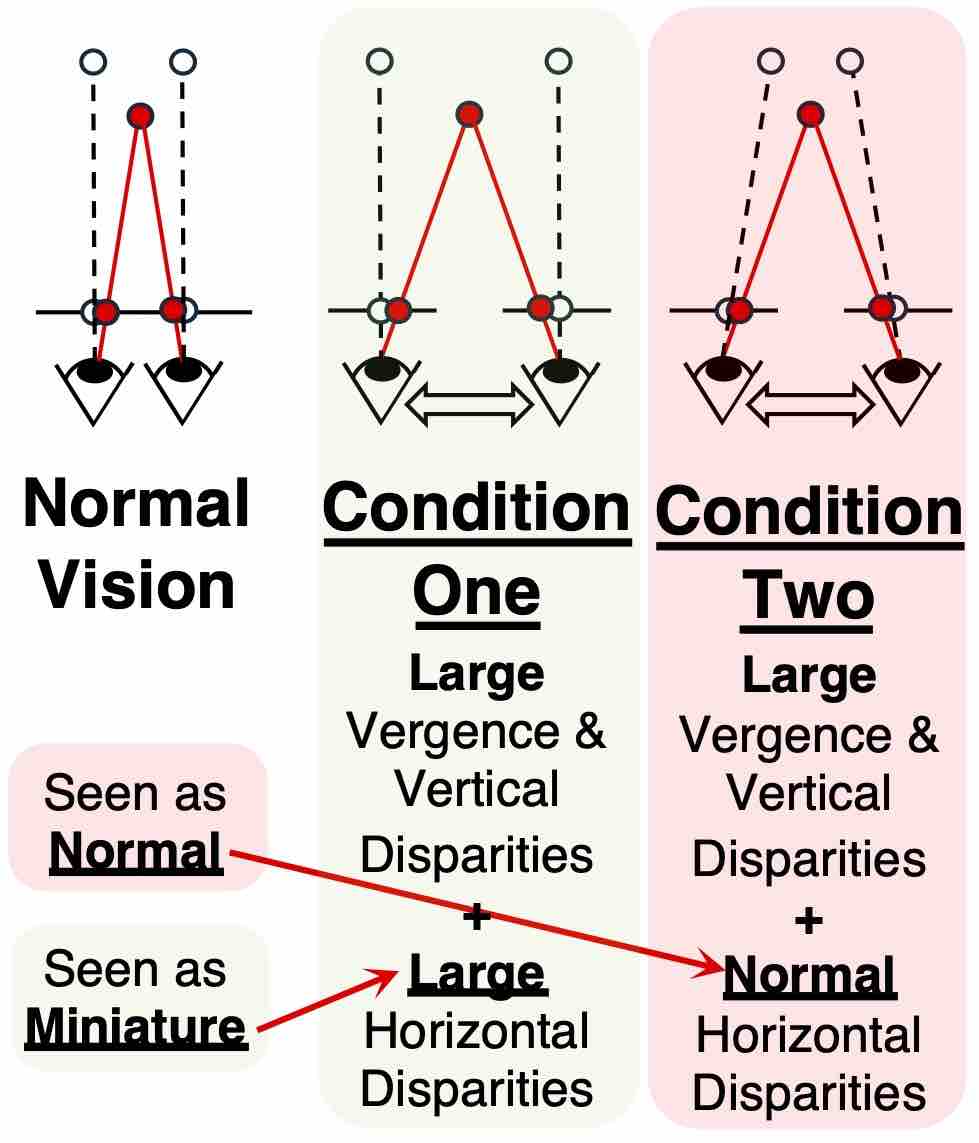 Normal
Vision
Seen as
Normal
Seen as
Miniature
Condition
One
Large
Vergence &
Vertical
Disparities
+
Large
Horizontal
Disparities
Condition
Two
Large
Vergence &
Vertical
Disparities
+
Normal
Horizontal
Disparities